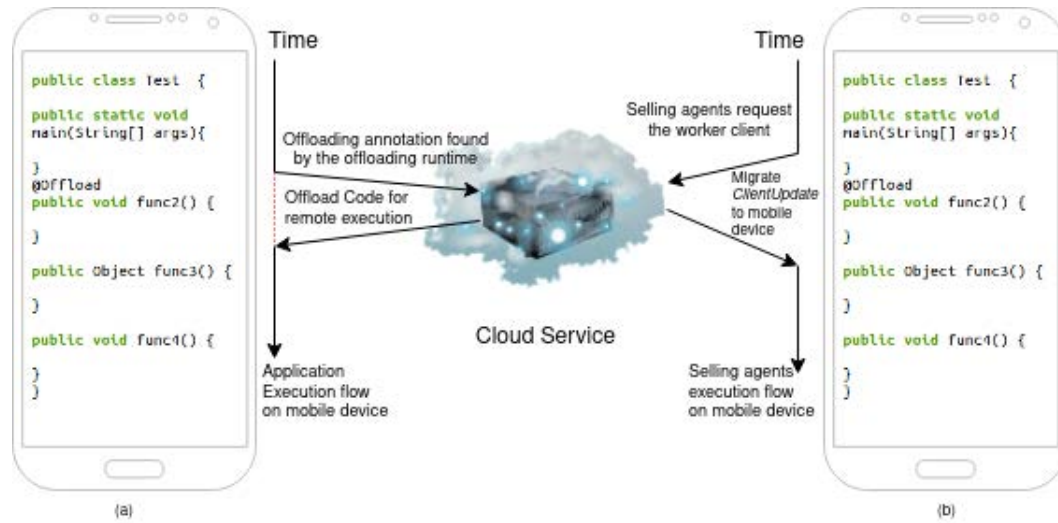 public class Test {
public static void
main(String[] args){
}
@Offload
public void func2() {
}
public Object func3() {
}
public void func4() {
}
}
(a)
Time
Offloading annotation found
by the offloading runtime
Offload Code for
remote execution
Application
Execution flow
on mobile device
Cloud Service
Time
Selling agents request
the worker client
Migrate
ClientUpdate
to mobile
device
Selling agents
execution flow
on mobile device
public class Test {
public static void
main(String[] args){
}
@Offload
public void func2() {
}
public Object func3() {
}
public void func4() {
}
}
(b)